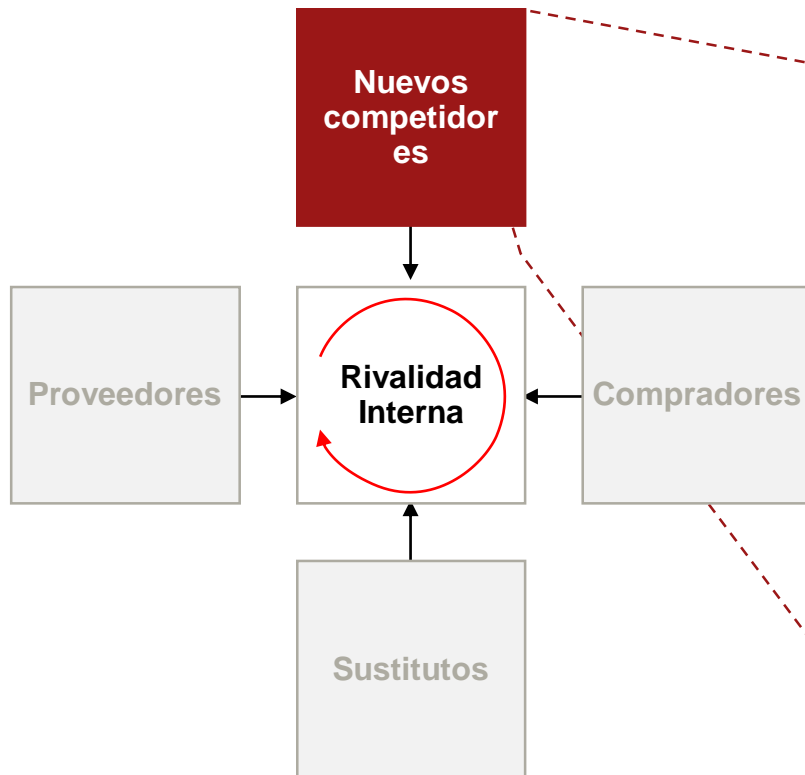 Nuevos
competidor
es
Proveedores
Rivalidad
Interna
Compradores
Sustitutos